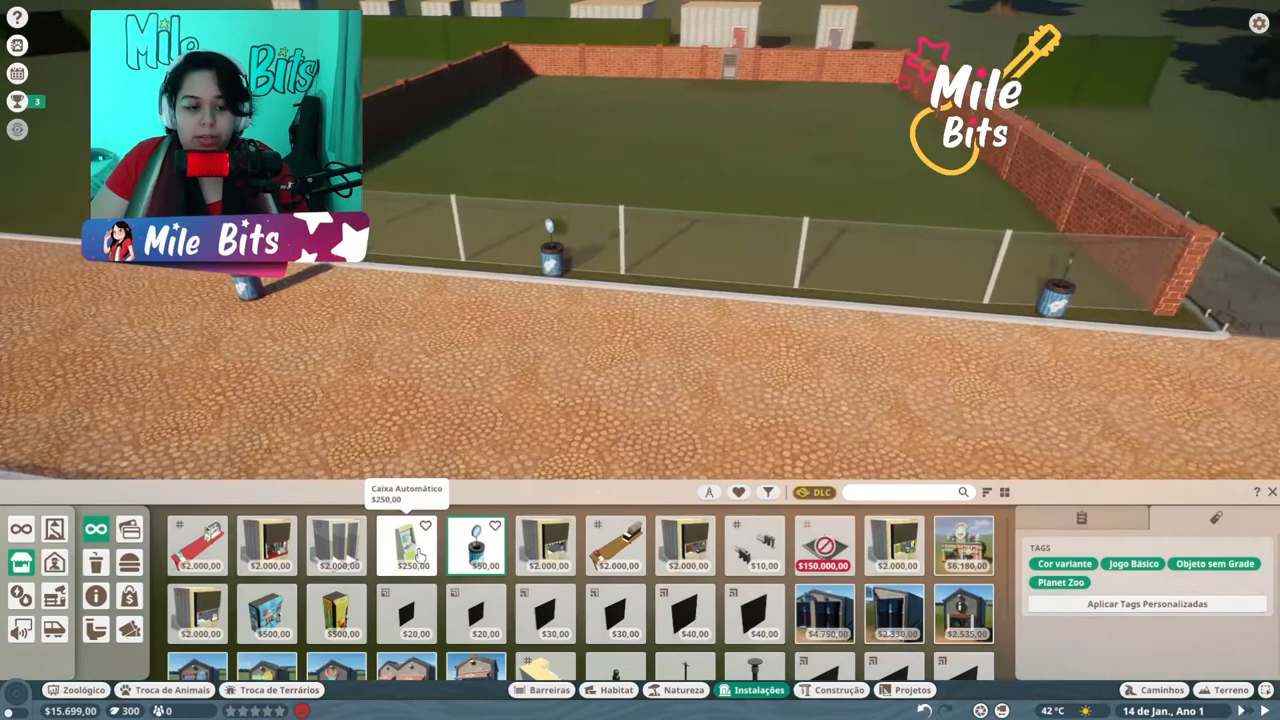 Mile
Bits
Mile
Bits
Mile Bits
3
Caixa Automático
$250,00
DLC
$2.000,00
$2.000,00
$2.000,00
$250,00
$50,00
$2.000,00
$2.000,00
$2.000,00
$10,00
$150.000,00
$2.000,00
$6.180,00
$2.000,00
$500,00
$500,00
$20,00
$20,00
$30,00
$30,00
$40,00
$40,00
$4.750,00
$2.330,00
$2.535,00
TAGS
Cor variante
Jogo Básico
Objeto sem Grade
Planet Zoo
Aplicar Tags Personalizadas
Zoológico
Troca de Animais
Troca de Terrários
Barreiras
Habitat
Natureza
Instalações
Construção
Projetos
Caminhos
Terreno
$15.699,00
300
0
42 °C
14 de Jan., Ano 1